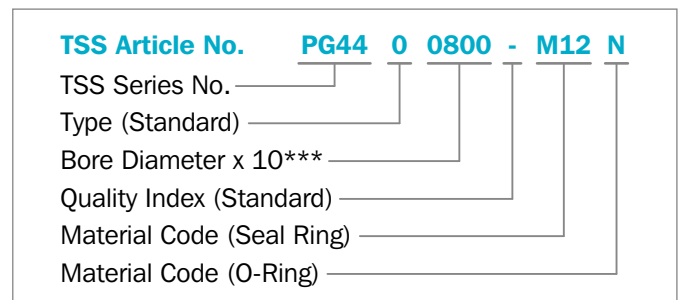 TSS Article No. PG44 0 0800 - M12 N
TSS Series No.
Type (Standard)
Bore Diameter x 10***
Quality Index (Standard)
Material Code (Seal Ring)
Material Code (O-Ring)